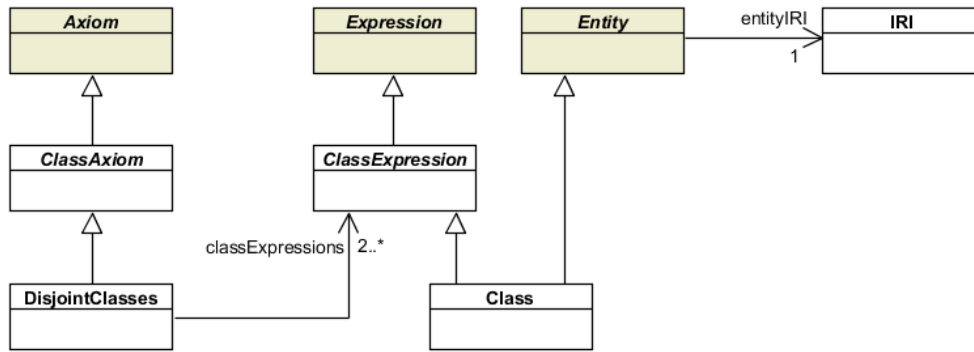 Axiom
Expression
Entity
entityIRI
1
IRI
ClassAxiom
ClassExpression
classExpressions
2..*
DisjointClasses
Class